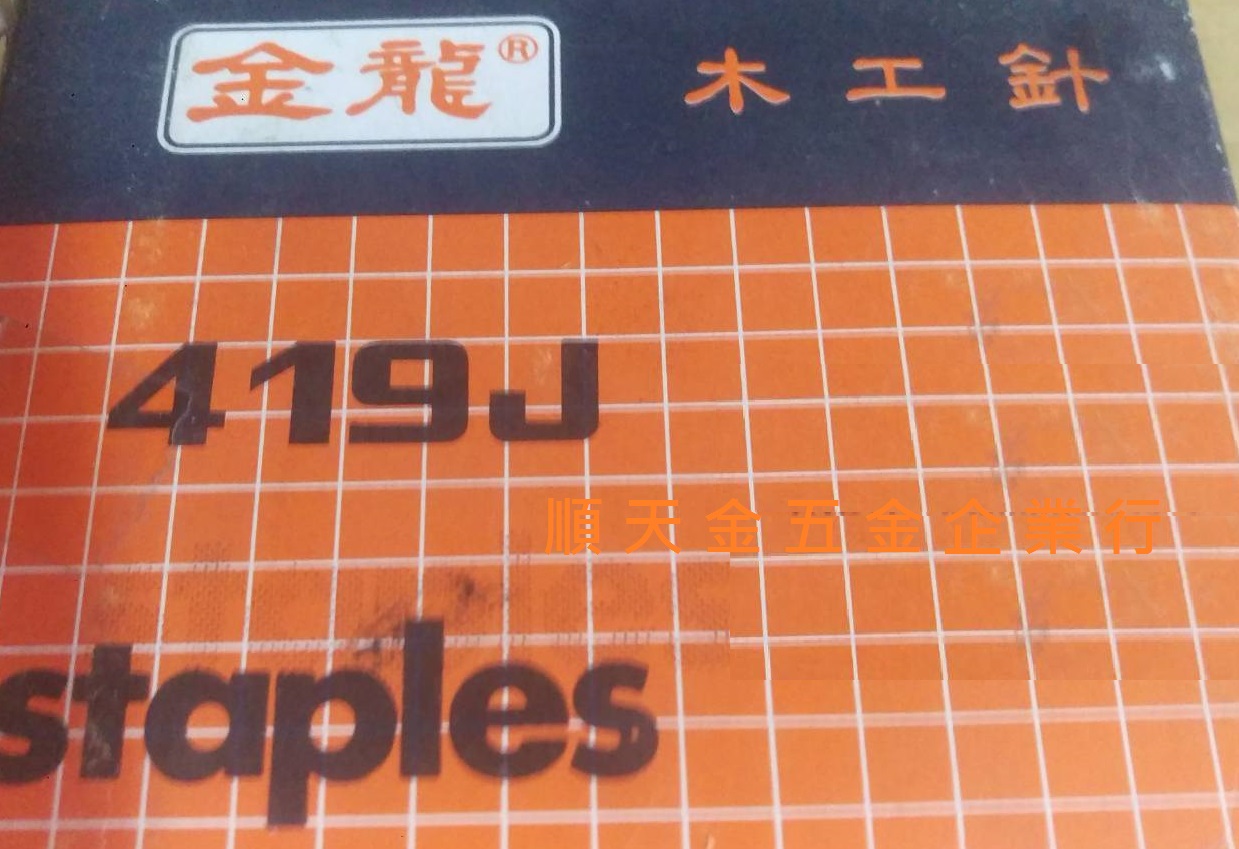 金龍® 木工針
419J
順天金五金企業行
staples